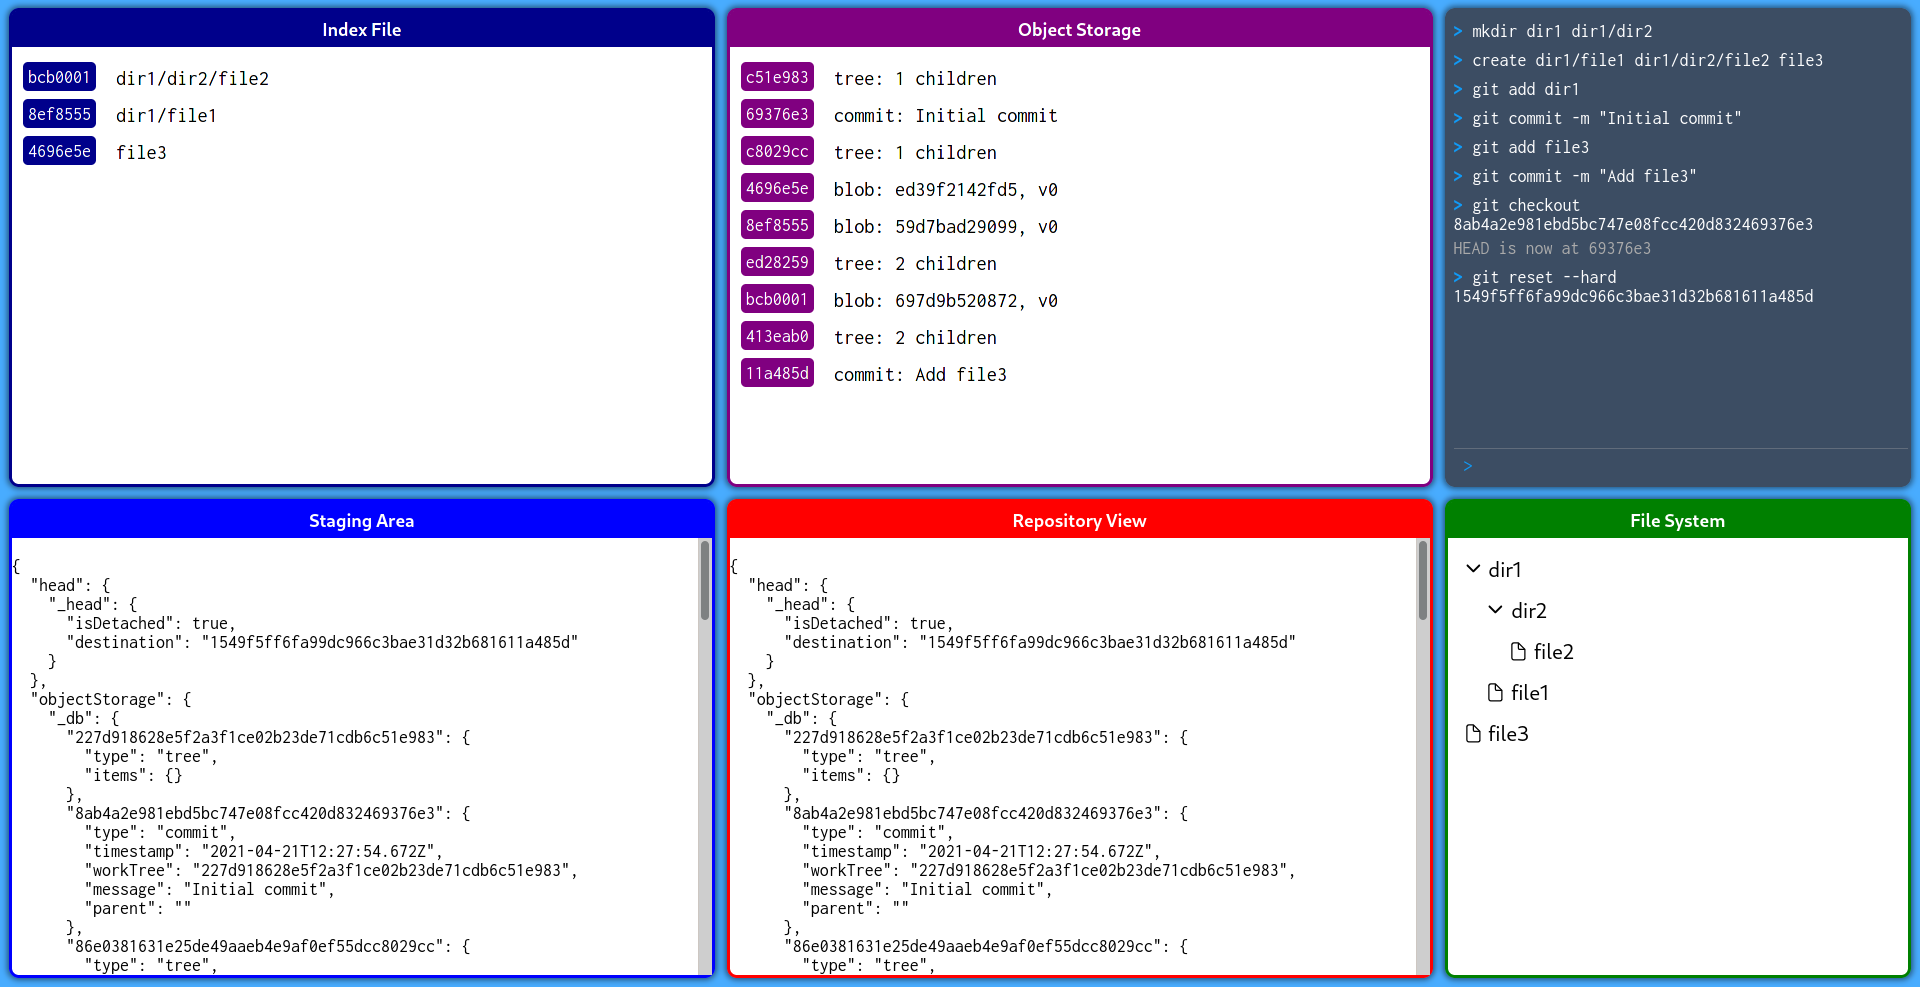 Index File
bcb0001 dir1/dir2/file2
8ef8555 dir1/file1
4696e5e file3
Object Storage
c51e983 tree: 1 children
69376e3 commit: Initial commit
c8029cc tree: 1 children
4696e5e blob: ed39f2142fd5, v0
8ef8555 blob: 59d7bad29099, v0
ed28259 tree: 2 children
bcb0001 blob: 697d9b520872, v0
413eab0 tree: 2 children
11a485d commit: Add file3
> mkdir dir1 dir1/dir2
> create dir1/file1 dir1/dir2/file2 file3
> git add dir1
> git commit -m "Initial commit"
> git add file3
> git commit -m "Add file3"
> git checkout
8ab4a2e981ebd5bc747e08fcc420d832469376e3
HEAD is now at 69376e3
> git reset --hard
1549f5ff6fa99dc966c3bae31d32b681611a485d
>
Staging Area
{
  "head": {
    "_head": {
      "isDetached": true,
      "destination": "1549f5ff6fa99dc966c3bae31d32b681611a485d"
    }
  },
  "objectStorage": {
    "_db": {
      "227d918628e5f2a3f1ce02b23de71cdb6c51e983": {
        "type": "tree",
        "items": {}
      },
      "8ab4a2e981ebd5bc747e08fcc420d832469376e3": {
        "type": "commit",
        "timestamp": "2021-04-21T12:27:54.672Z",
        "workTree": "227d918628e5f2a3f1ce02b23de71cdb6c51e983",
        "message": "Initial commit",
        "parent": ""
      },
      "86e0381631e25de49aaeb4e9af0ef55dcc8029cc": {
        "type": "tree",
Repository View
{
  "head": {
    "_head": {
      "isDetached": true,
      "destination": "1549f5ff6fa99dc966c3bae31d32b681611a485d"
    }
  },
  "objectStorage": {
    "_db": {
      "227d918628e5f2a3f1ce02b23de71cdb6c51e983": {
        "type": "tree",
        "items": {}
      },
      "8ab4a2e981ebd5bc747e08fcc420d832469376e3": {
        "type": "commit",
        "timestamp": "2021-04-21T12:27:54.672Z",
        "workTree": "227d918628e5f2a3f1ce02b23de71cdb6c51e983",
        "message": "Initial commit",
        "parent": ""
      },
      "86e0381631e25de49aaeb4e9af0ef55dcc8029cc": {
        "type": "tree",
File System
dir1
dir2
file2
file1
file3